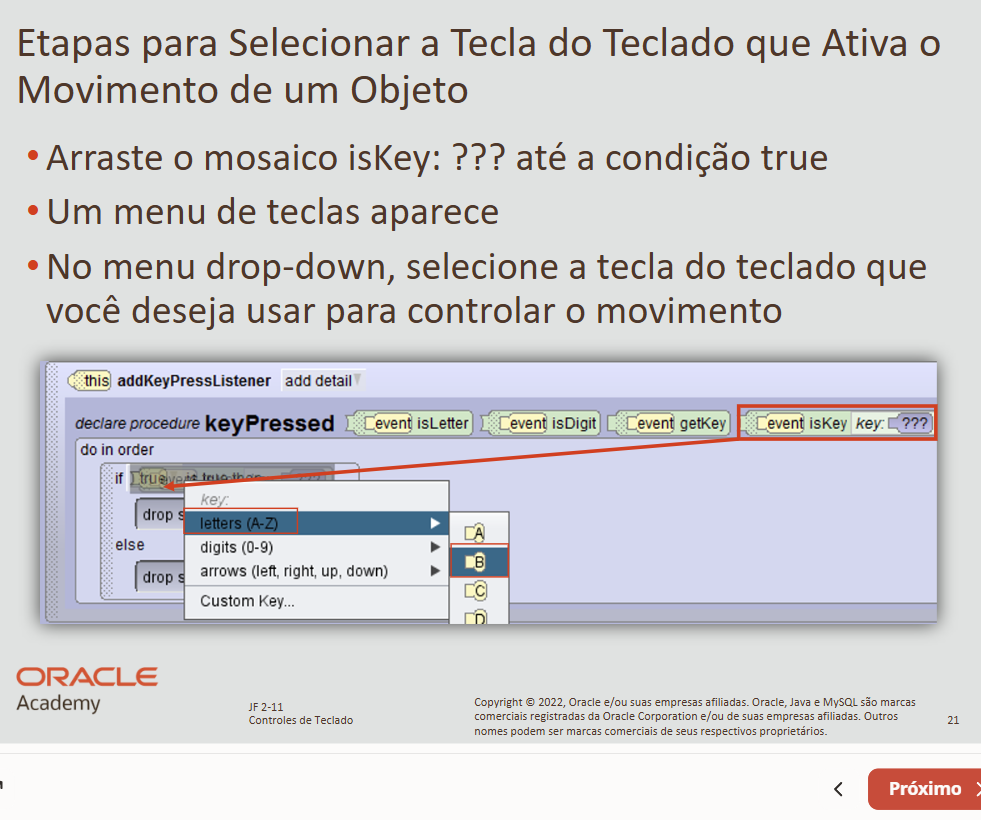 Etapas para Selecionar a Tecla do Teclado que Ativa o
Movimento de um Objeto
• Arraste o mosaico isKey: ??? até a condição true
• Um menu de teclas aparece
• No menu drop-down, selecione a tecla do teclado que
você deseja usar para controlar o movimento
this addKeyPressListener add detail
declare procedure keyPressed event isLetter event isDigit event getKey event isKey key: ???
do in order
if true is true then
key:
drop s
letters (A-Z)
A
else
digits (0-9)
B
drop s
arrows (left, right, up, down)
C
Custom Key...
D
ORACLE
Academy
JF 2-11
Controles de Teclado
Copyright © 2022, Oracle e/ou suas empresas afiliadas. Oracle, Java e MySQL são marcas
comerciais registradas da Oracle Corporation e/ou de suas empresas afiliadas. Outros
nomes podem ser marcas comerciais de seus respectivos proprietários.
21
Próximo